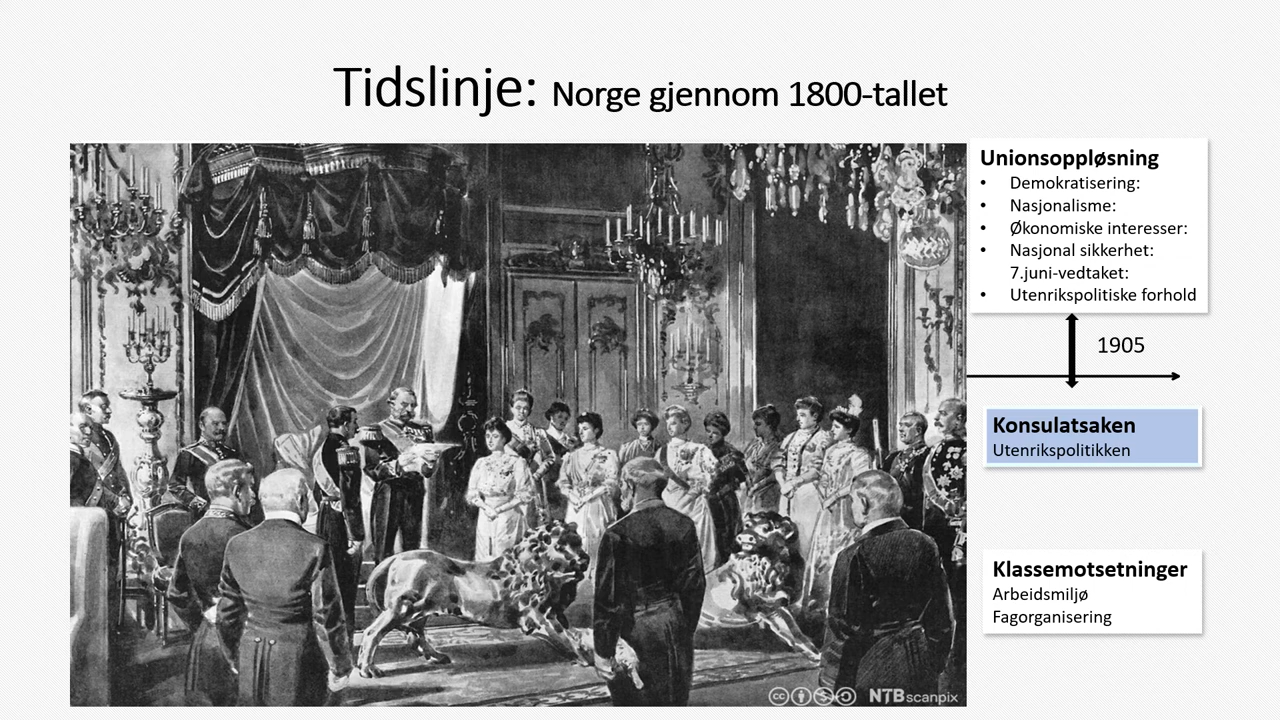 Tidslinje: Norge gjennom 1800-tallet
Unionsoppløsning
• Demokratisering:
• Nasjonalisme:
• Økonomiske interesser:
• Nasjonal sikkerhet:
7.juni-vedtaket:
• Utenrikspolitiske forhold
1905
Konsulatsaken
Utenrikspolitikken
Klassemotsetninger
Arbeidsmiljø
Fagorganisering
cc NTB scanpix